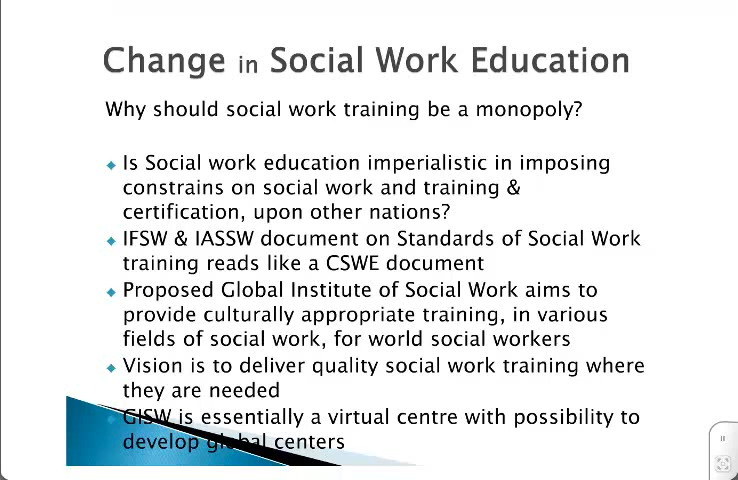 Change in Social Work Education
Why should social work training be a monopoly?
Is Social work education imperialistic in imposing
constrains on social work and training &
certification, upon other nations?
IFSW & IASSW document on Standards of Social Work
training reads like a CSWE document
Proposed Global Institute of Social Work aims to
provide culturally appropriate training, in various
fields of social work, for world social workers
Vision is to deliver quality social work training where
they are needed
GISW is essentially a virtual centre with possibility to
develop global centers